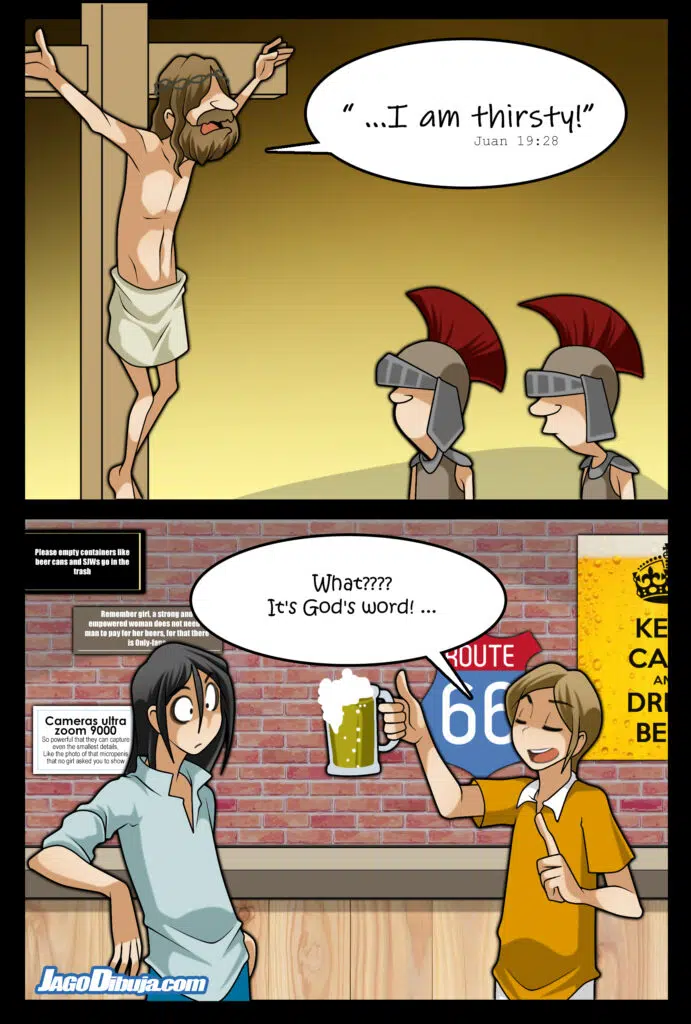 “ ...I am thirsty!”
Juan 19:28
Please empty containers like
beer cans and SJWs go in the
trash
What????
It's God's word! ...
Remember girl, a strong and
empowered woman does not need
man to pay for her beers, for that there
is Only-fans
ROUTE
66
KE
CA
AN
DRI
BE
Cameras ultra
zoom 9000
So powerful that they can capture
even the smallest details,
Like the photo of that micropenis
that no girl asked you to show
JAGODibuja.com